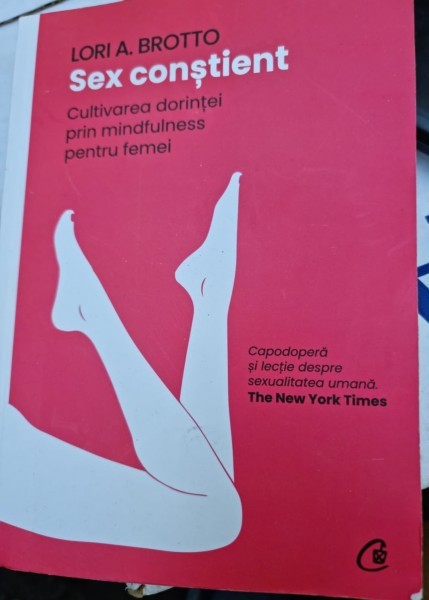 LORI A. BROTTO
Sex conștient
Cultivarea dorinței
prin mindfulness
pentru femei
Capodoperă
și lecție despre
sexualitatea umană.
The New York Times